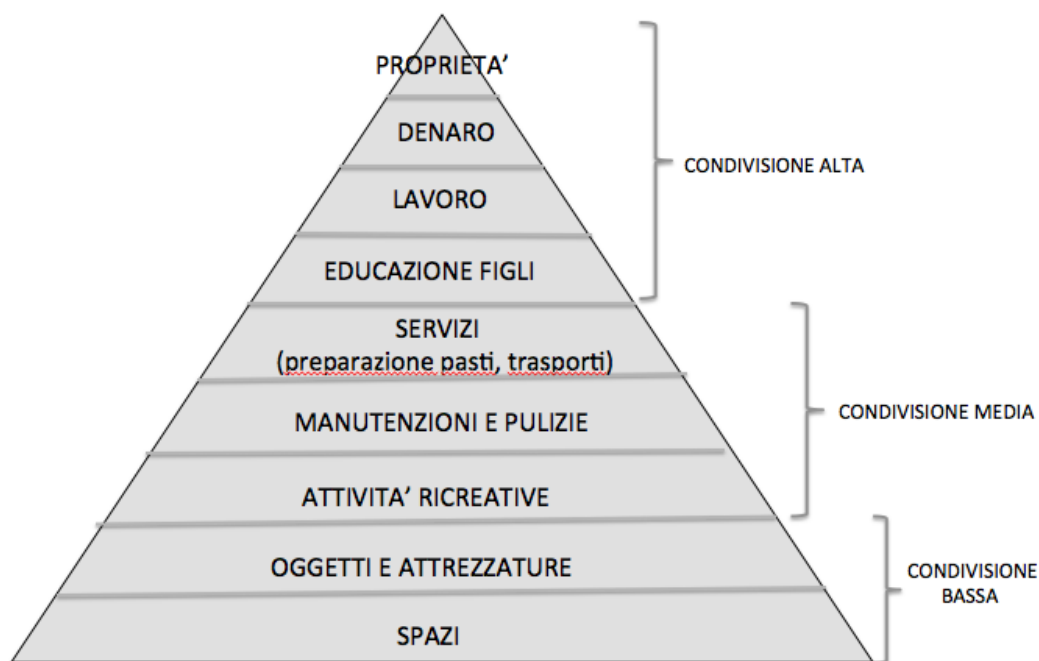 PROPRIETA’
DENARO
LAVORO
EDUCAZIONE FIGLI
CONDIVISIONE ALTA
SERVIZI
(preparazione pasti, trasporti)
MANUTENZIONI E PULIZIE
ATTIVITA’ RICREATIVE
CONDIVISIONE MEDIA
OGGETTI E ATTREZZATURE
SPAZI
CONDIVISIONE
BASSA